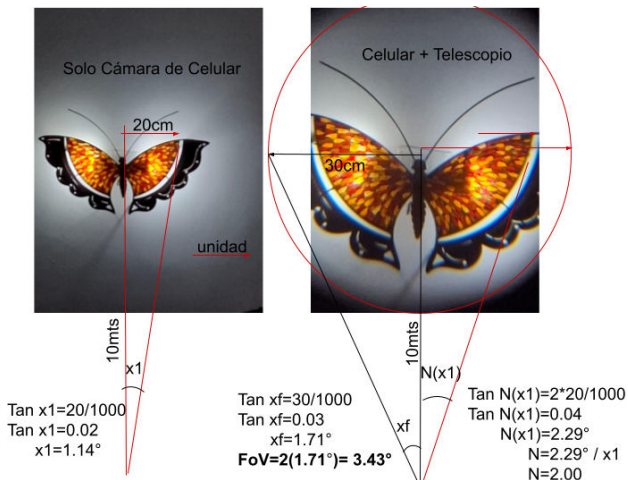 Solo Cámara de Celular
20cm
unidad
10mts
x1
Tan x1=20/1000
Tan x1=0.02
x1=1.14°
Celular + Telescopio
30cm
10mts
N(x1)
xf
Tan xf=30/1000
Tan xf=0.03
xf=1.71°
FoV=2(1.71°)= 3.43°
Tan N(x1)=2*20/1000
Tan N(x1)=0.04
N(x1)=2.29°
N=2.29° / x1
N=2.00